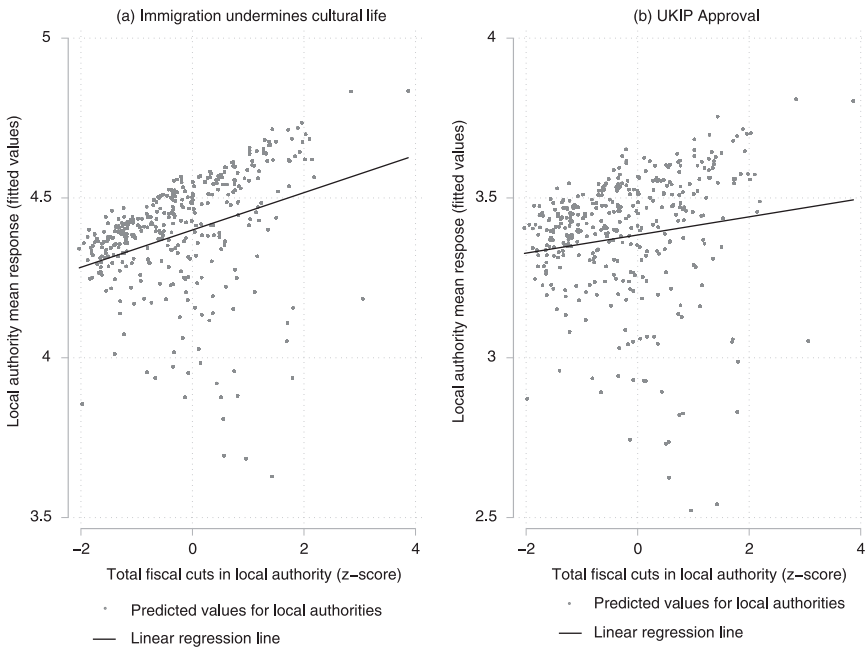 (a) Immigration undermines cultural life
Local authority mean response (fitted values)
5
4.5
4
3.5
−2 0 2 4
Total fiscal cuts in local authority (z−score)
Predicted values for local authorities
Linear regression line
(b) UKIP Approval
Local authority mean respose (fitted values)
4
3.5
3
2.5
−2 0 2 4
Total fiscal cuts in local authority (z−score)
Predicted values for local authorities
Linear regression line